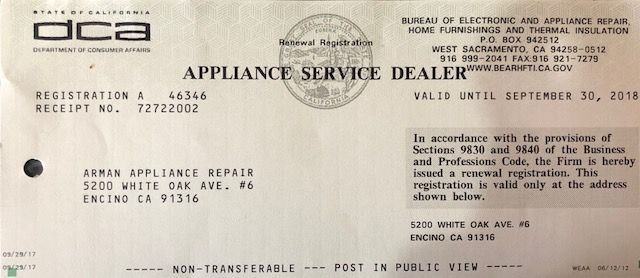 STATE OF CALIFORNIA
dca
DEPARTMENT OF CONSUMER AFFAIRS
BUREAU OF ELECTRONIC AND APPLIANCE REPAIR,
HOME FURNISHINGS AND THERMAL INSULATION
P.O. BOX 942512
WEST SACRAMENTO, CA 94258-0512
916 999-2041 FAX:916 921-7279
WWW.BEARHFTI.CA.GOV
Renewal Registration
EUREKA
CALIFORNIA
APPLIANCE SERVICE DEALER
REGISTRATION A 46346
RECEIPT NO. 72722002
VALID UNTIL SEPTEMBER 30, 2018
In accordance with the provisions of
Sections 9830 and 9840 of the Business
and Professions Code, the Firm is hereby
issued a renewal registration. This
registration is valid only at the address
shown below.
ARMAN APPLIANCE REPAIR
5200 WHITE OAK AVE. #6
ENCINO CA 91316
5200 WHITE OAK AVE. #6
ENCINO CA 91316
09/29/17
09/29/17
----- NON-TRANSFERABLE ---- POST IN PUBLIC VIEW -----
WEAA 06/12/12